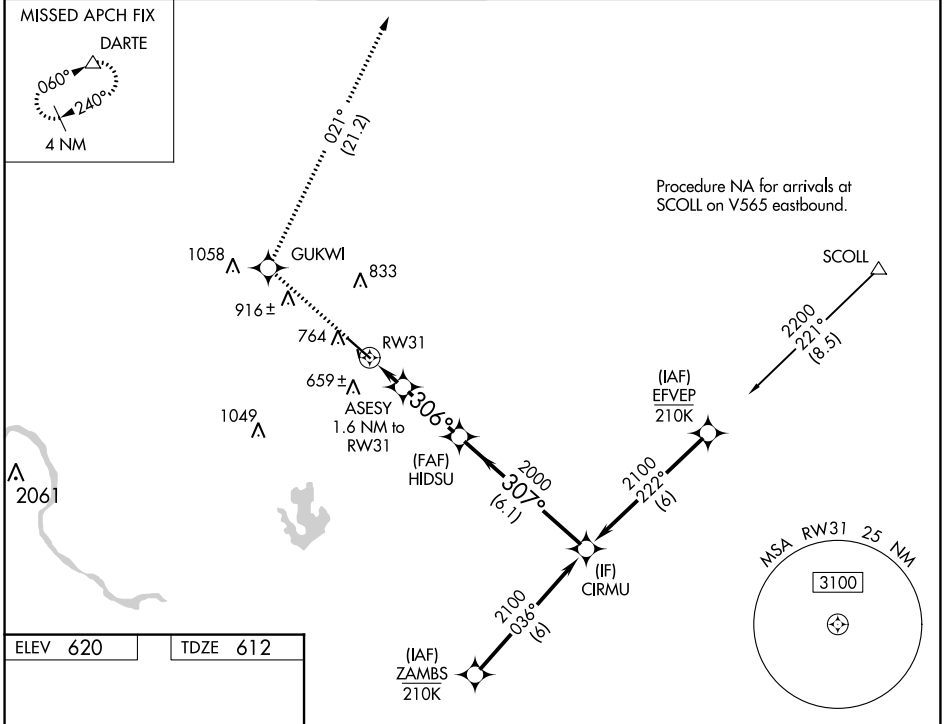 MISSED APCH FIX
DARTE
060°
240°
4 NM
021°
(21.2)
Procedure NA for arrivals at
SCOLL on V565 eastbound.
SCOLL
1058
GUKWI
833
916±
2200
221°
(8.5)
764
RW31
659±
ASESY
1.6 NM to
RW31
306°
(IAF)
EFVEP
210K
1049
(FAF)
HIDSU
2000
307°
(6.1)
2100
222°
(6)
2061
(IF)
CIRMU
MSA RW31 25 NM
3100
2100
036°
(6)
(IAF)
ZAMBS
210K
ELEV 620
TDZE 612